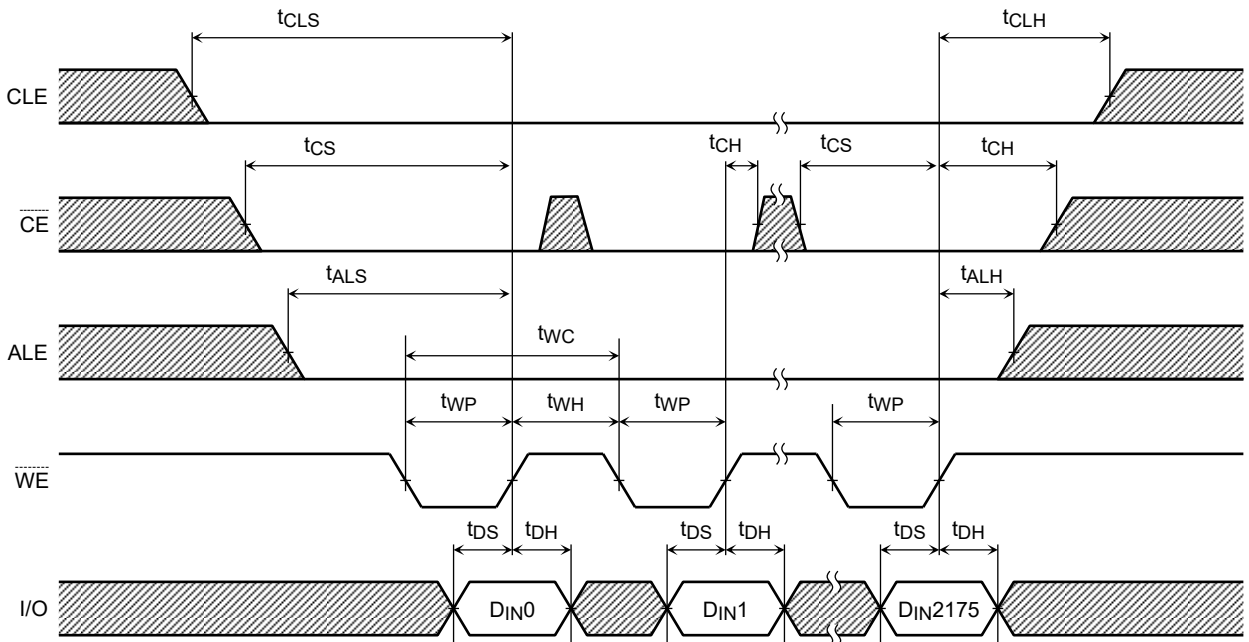 tCLS tCLH
CLE
tCS tCH tCS tCH
CE
tALS tALH
ALE
tWC
tWP tWH tWP tWP
WE
tDS tDH tDS tDH tDS tDH
I/O DIN0 DIN1 DIN2175